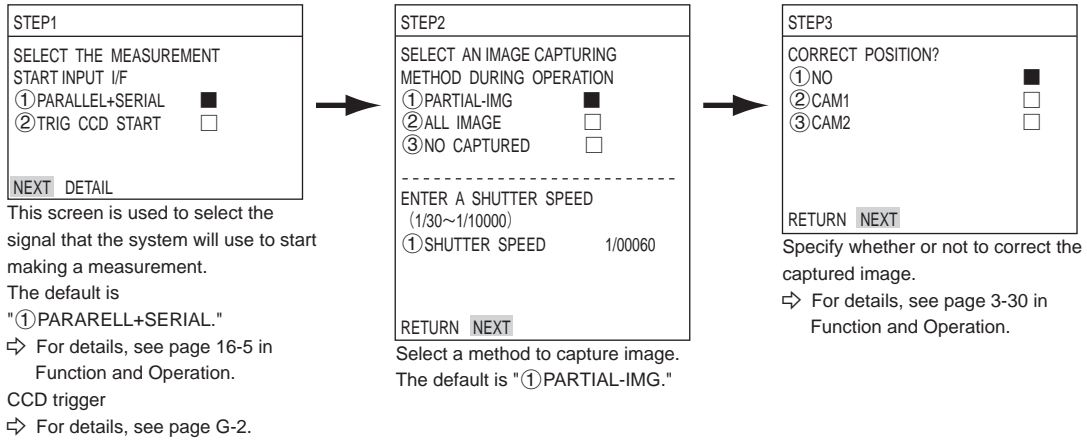 STEP1
SELECT THE MEASUREMENT
START INPUT I/F
①PARALLEL+SERIAL
②TRIG CCD START
NEXT DETAIL
This screen is used to select the
signal that the system will use to start
making a measurement.
The default is
"①PARARELL+SERIAL."
⇨ For details, see page 16-5 in
Function and Operation.
CCD trigger
⇨ For details, see page G-2.
STEP2
SELECT AN IMAGE CAPTURING
METHOD DURING OPERATION
①PARTIAL-IMG
②ALL IMAGE
③NO CAPTURED
ENTER A SHUTTER SPEED
(1/30～1/10000)
①SHUTTER SPEED 1/00060
RETURN NEXT
Select a method to capture image.
The default is "①PARTIAL-IMG."
STEP3
CORRECT POSITION?
①NO
②CAM1
③CAM2
RETURN NEXT
Specify whether or not to correct the
captured image.
⇨ For details, see page 3-30 in
Function and Operation.